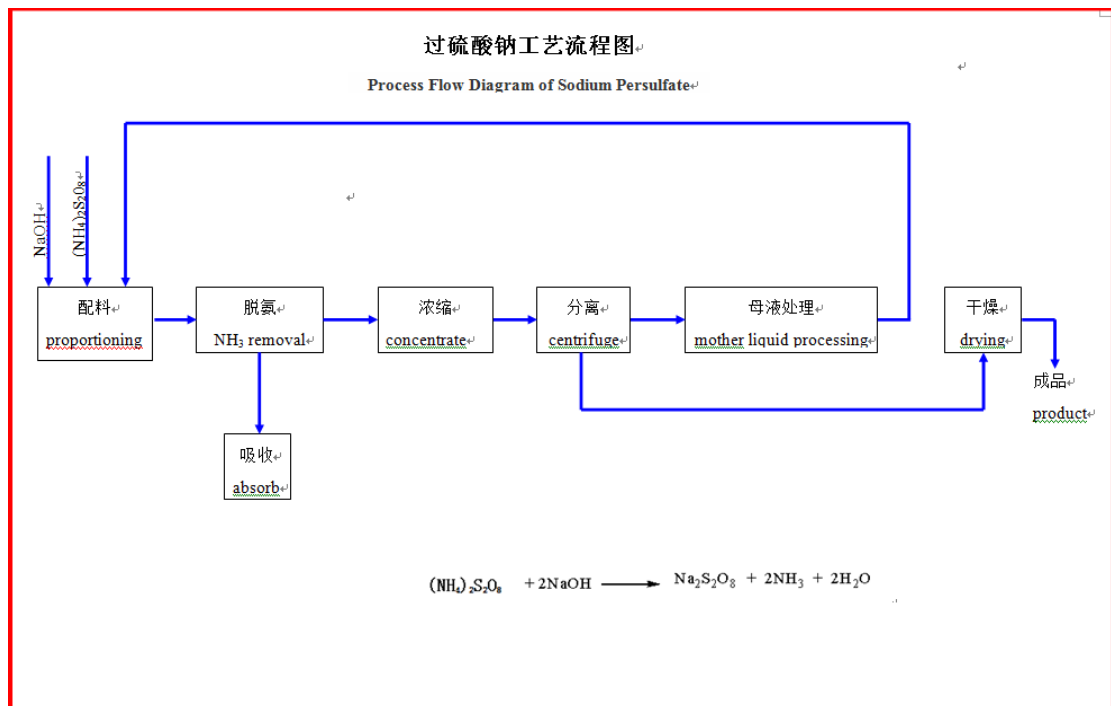 过硫酸钠工艺流程图
Process Flow Diagram of Sodium Persulfate
NaOH
(NH₄)₂S₂0₈
配料
proportioning
脱氨
NH₃ removal
浓缩
concentrate
分离
centrifuge
母液处理
mother liquid processing
干燥
drving
成品
product
吸收
absorb
(NH₄)₂S₂O₈ +2NaOH ⟶ Na₂S₂O₈ + 2NH₃ + 2H₂O